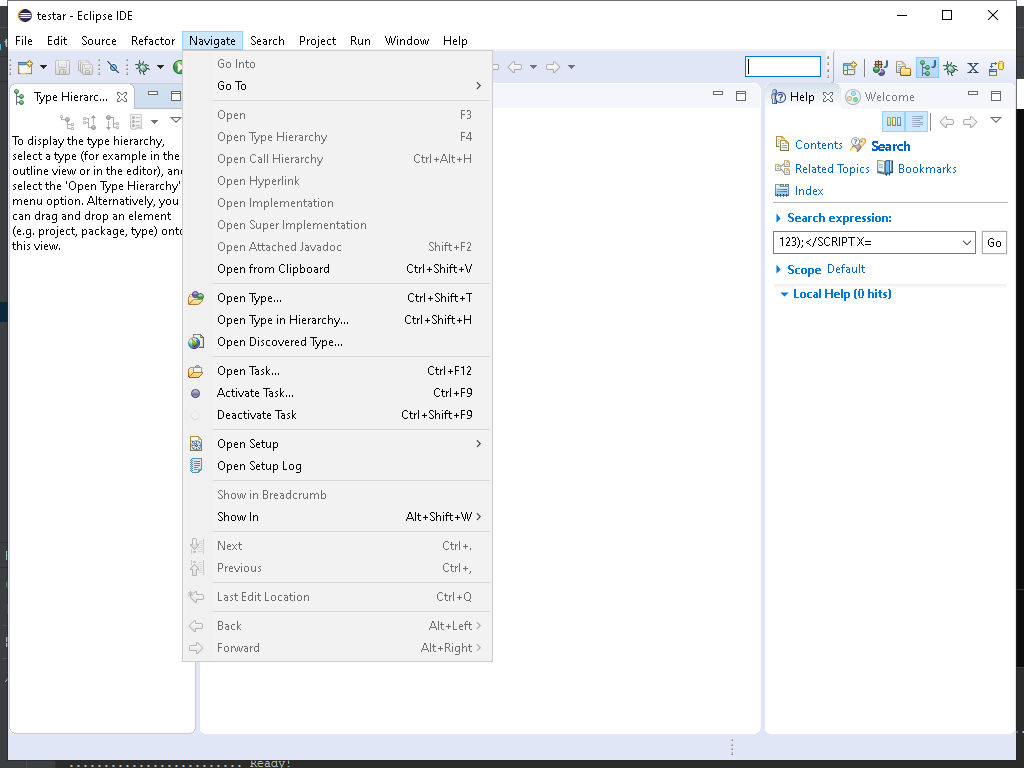 testar - Eclipse IDE
File Edit Source Refactor Navigate Search Project Run Window Help
Type Hierarc...
To display the type hierarchy,
select a type (for example in the
outline view or in the editor), and
select the 'Open Type Hierarchy'
menu option. Alternatively, you
can drag and drop an element
(e.g. project, package, type) onto
this view.
Go Into
Go To
Open F3
Open Type Hierarchy F4
Open Call Hierarchy Ctrl+Alt+H
Open Hyperlink
Open Implementation
Open Super Implementation
Open Attached Javadoc Shift+F2
Open from Clipboard Ctrl+Shift+V
Open Type... Ctrl+Shift+T
Open Type in Hierarchy... Ctrl+Shift+H
Open Discovered Type...
Open Task... Ctrl+F12
Activate Task... Ctrl+F9
Deactivate Task Ctrl+Shift+F9
Open Setup
Open Setup Log
Show in Breadcrumb
Show In Alt+Shift+W
Next Ctrl+.
Previous Ctrl+,
Last Edit Location Ctrl+Q
Back Alt+Left
Forward Alt+Right
Help Welcome
Contents Search
Related Topics Bookmarks
Index
Search expression:
123);</SCRIPT X= Go
Scope Default
Local Help (0 hits)
Ready!